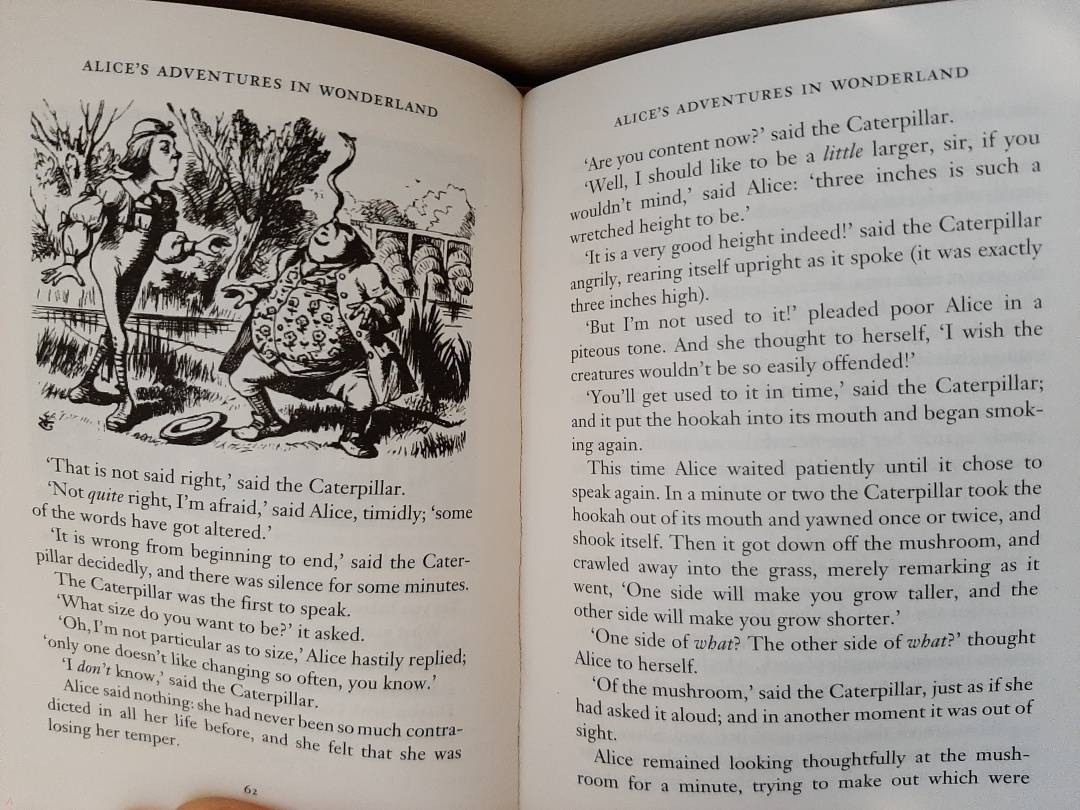 ALICE'S ADVENTURES IN WONDERLAND
‘That is not said right,’ said the Caterpillar.
‘Not quite right, I'm afraid,’ said Alice, timidly; ‘some
of the words have got altered.’
‘It is wrong from beginning to end,’ said the Cater-
pillar decidedly, and there was silence for some minutes.
The Caterpillar was the first to speak.
‘What size do you want to be?’ it asked.
‘Oh, I'm not particular as to size,’ Alice hastily replied;
‘only one doesn't like changing so often, you know.’
‘I don't know,’ said the Caterpillar.
Alice said nothing: she had never been so much contra-
dicted in all her life before, and she felt that she was
losing her temper.
62
ALICE'S ADVENTURES IN WONDERLAND
‘Are you content now?’ said the Caterpillar.
‘Well, I should like to be a little larger, sir, if you
wouldn't mind,’ said Alice: ‘three inches is such a
wretched height to be.’
‘It is a very good height indeed!’ said the Caterpillar
angrily, rearing itself upright as it spoke (it was exactly
three inches high).
‘But I'm not used to it!’ pleaded poor Alice in a
piteous tone. And she thought to herself, ‘I wish the
creatures wouldn't be so easily offended!’
‘You'll get used to it in time,’ said the Caterpillar;
and it put the hookah into its mouth and began smok-
ing again.
This time Alice waited patiently until it chose to
speak again. In a minute or two the Caterpillar took the
hookah out of its mouth and yawned once or twice, and
shook itself. Then it got down off the mushroom, and
crawled away into the grass, merely remarking as it
went, ‘One side will make you grow taller, and the
other side will make you grow shorter.’
‘One side of what? The other side of what?’ thought
Alice to herself.
‘Of the mushroom,’ said the Caterpillar, just as if she
had asked it aloud; and in another moment it was out of
sight.
Alice remained looking thoughtfully at the mush-
room for a minute, trying to make out which were